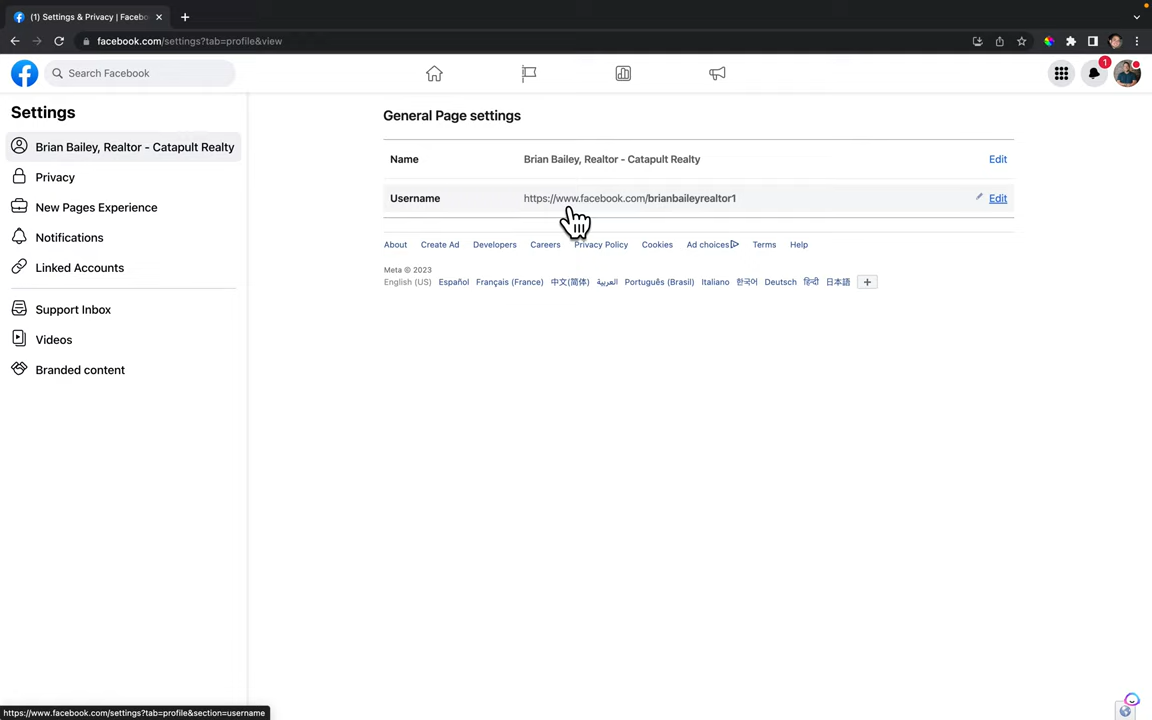 (1) Settings & Privacy | Facebo
facebook.com/settings?tab=profile&view
Search Facebook
1
Settings
Brian Bailey, Realtor - Catapult Realty
Privacy
New Pages Experience
Notifications
Linked Accounts
Support Inbox
Videos
Branded content
General Page settings
Name Brian Bailey, Realtor - Catapult Realty Edit
Username https://www.facebook.com/brianbaileyrealtor1 Edit
About Create Ad Developers Careers Privacy Policy Cookies Ad choices Terms Help
Meta © 2023
English (US) Español Français (France) 中文(简体) العربية Português (Brasil) Italiano 한국어 Deutsch हिन्दी 日本語
https://www.facebook.com/settings?tab=profile&section=username